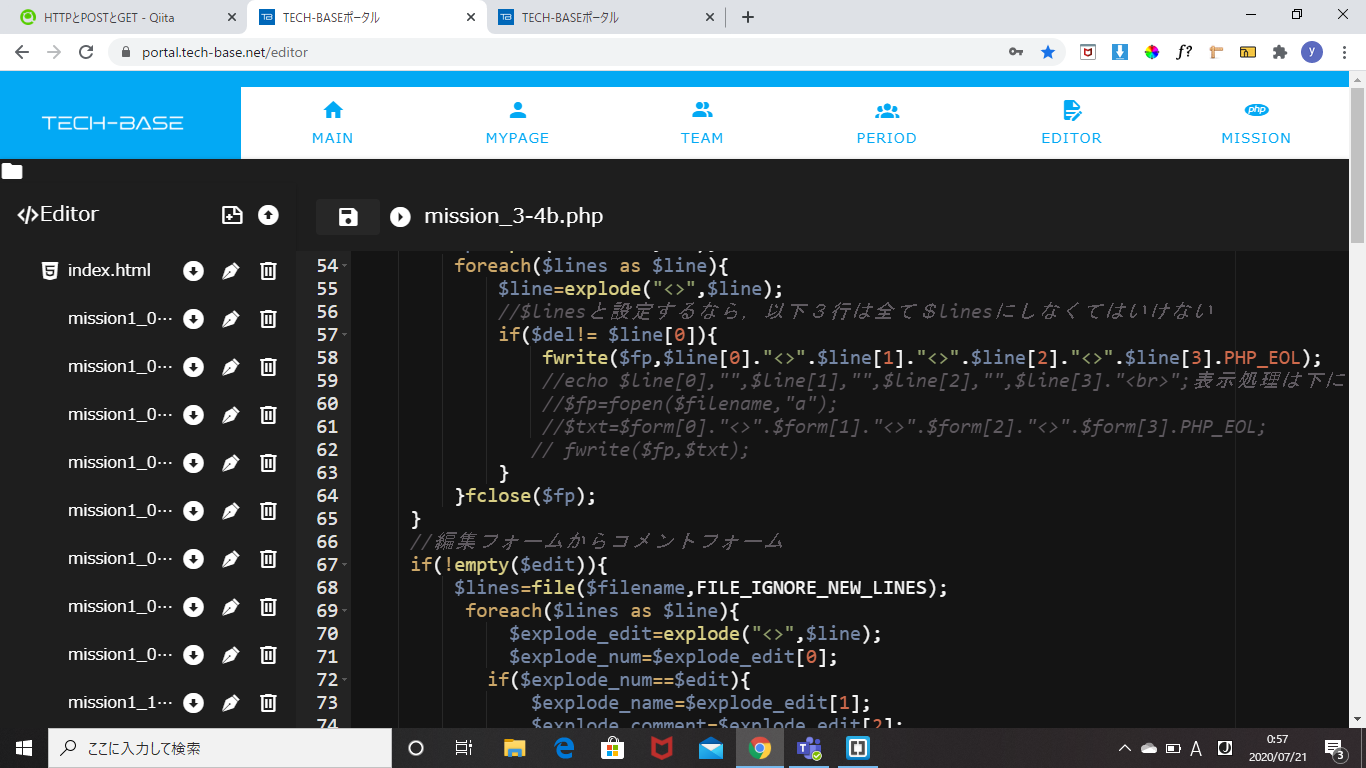 HTTPとPOSTとGET - Qiita
TECH-BASEポータル
TECH-BASEポータル
portal.tech-base.net/editor
f?
y
TECH-BASE
MAIN
MYPAGE
TEAM
PERIOD
EDITOR
php
MISSION
</>Editor
mission_3-4b.php
index.html
mission1_0…
mission1_0…
mission1_0…
mission1_0…
mission1_0…
mission1_0…
mission1_0…
mission1_0…
mission1_1…
54 foreach($lines as $line){
55 $line=explode("<>",$line);
56 //$linesと設定するなら，以下３行は全て＄linesにしなくてはいけない
57 if($del!= $line[0]){
58 fwrite($fp,$line[0]."<>".$line[1]."<>".$line[2]."<>".$line[3].PHP_EOL);
59 //echo $line[0],"",$line[1],"",$line[2],"",$line[3]."<br>";表示処理は下に
60 //$fp=fopen($filename,"a");
61 //$txt=$form[0]."<>".$form[1]."<>".$form[2]."<>".$form[3].PHP_EOL;
62 // fwrite($fp,$txt);
63 }
64 }fclose($fp);
65 }
66 //編集フォームからコメントフォーム
67 if(!empty($edit)){
68 $lines=file($filename,FILE_IGNORE_NEW_LINES);
69 foreach($lines as $line){
70 $explode_edit=explode("<>",$line);
71 $explode_num=$explode_edit[0];
72 if($explode_num==$edit){
73 $explode_name=$explode_edit[1];
74 $explode_comment=$explode_edit[2];
ここに入力して検索
A
0:57
2020/07/21
3